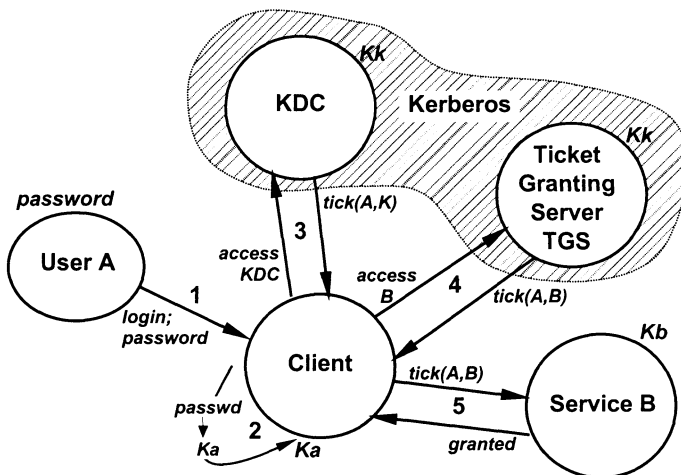 Kk
KDC
Kerberos
Kk
Ticket
Granting
Server
TGS
password
User A
tick(A,K)
3
access
KDC
1
login;
password
access
B
4
tick(A,B)
Client
Kb
tick(A,B)
5
Service B
granted
passwd
2
Ka
Ka